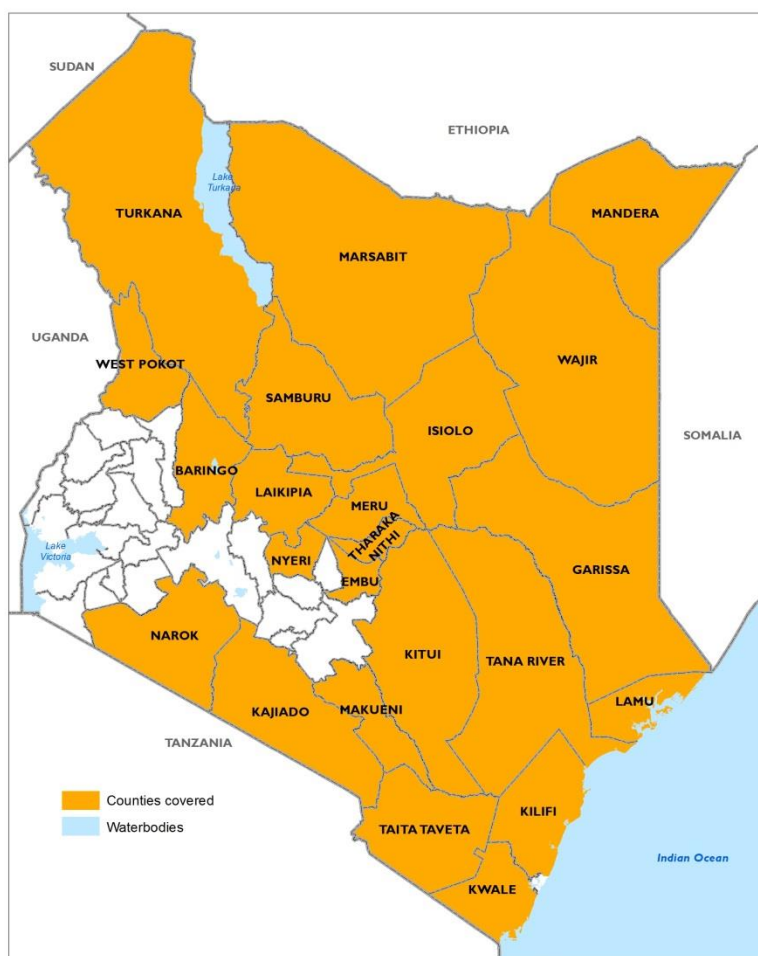 SUDAN
ETHIOPIA
Lake
Turkana
TURKANA
MANDERA
MARSABIT
UGANDA
WEST POKOT
WAJIR
SAMBURU
ISIOLO
SOMALIA
BARINGO
LAIKIPIA
MERU
THARAKA
NITHI
Lake
Victoria
NYERI
EMBU
GARISSA
NAROK
KITUI
TANA RIVER
LAMU
KAJIADO
MAKUENI
TANZANIA
Counties covered
Waterbodies
KILIFI
TAITA TAVETA
Indian Ocean
KWALE